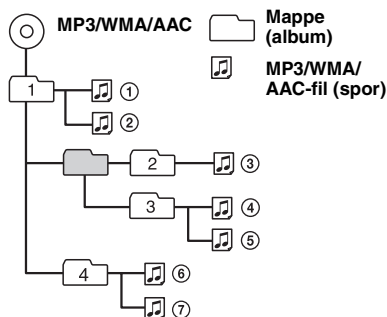 MP3/WMA/AAC
Mappe
(album)
MP3/WMA/
AAC-fil (spor)
1
①
②
2
③
3
④
⑤
4
⑥
⑦